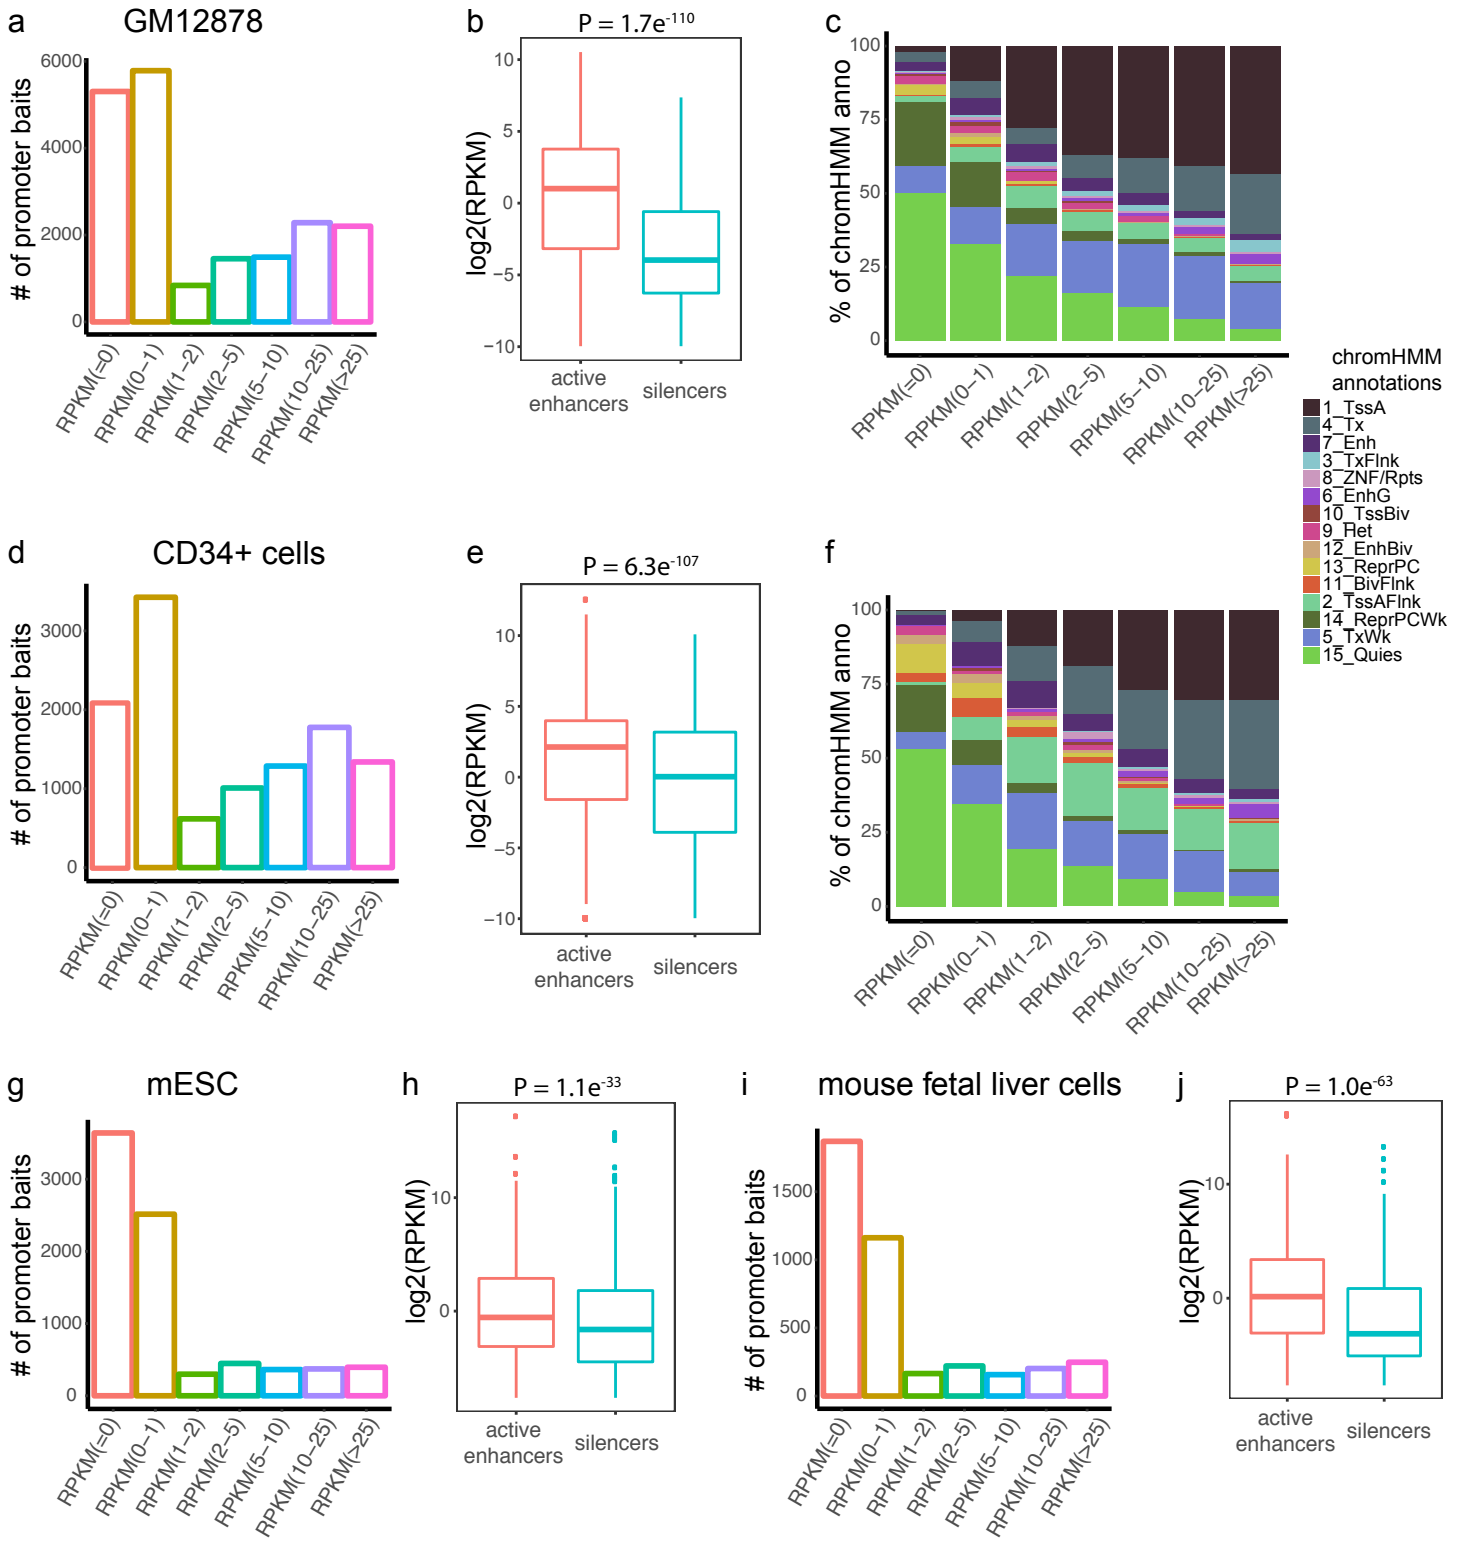 a
GM12878
# of promoter baits
6000
4000
2000
0
RPKM(=0)
RPKM(0−1)
RPKM(1−2)
RPKM(2−5)
RPKM(5−10)
RPKM(10−25)
RPKM(>25)
b
P = 1.7e-110
log2(RPKM)
10
5
0
−5
−10
active
enhancers
silencers
c
% of chromHMM anno
100
75
50
25
0
RPKM(=0)
RPKM(0−1)
RPKM(1−2)
RPKM(2−5)
RPKM(5−10)
RPKM(10−25)
RPKM(>25)
chromHMM
annotations
1_TssA
4_Tx
7_Enh
3_TxFlnk
8_ZNF/Rpts
6_EnhG
10_TssBiv
9_Het
12_EnhBiv
13_ReprPC
11_BivFlnk
2_TssAFlnk
14_ReprPCWk
5_TxWk
15_Quies
d
CD34+ cells
# of promoter baits
3000
2000
1000
0
RPKM(=0)
RPKM(0−1)
RPKM(1−2)
RPKM(2−5)
RPKM(5−10)
RPKM(10−25)
RPKM(>25)
e
P = 6.3e-107
log2(RPKM)
10
5
0
−5
−10
active
enhancers
silencers
f
% of chromHMM anno
100
75
50
25
0
RPKM(=0)
RPKM(0−1)
RPKM(1−2)
RPKM(2−5)
RPKM(5−10)
RPKM(10−25)
RPKM(>25)
g
mESC
# of promoter baits
3000
2000
1000
0
RPKM(=0)
RPKM(0−1)
RPKM(1−2)
RPKM(2−5)
RPKM(5−10)
RPKM(10−25)
RPKM(>25)
h
P = 1.1e-33
log2(RPKM)
10
0
active
enhancers
silencers
i
mouse fetal liver cells
# of promoter baits
1500
1000
500
0
RPKM(=0)
RPKM(0−1)
RPKM(1−2)
RPKM(2−5)
RPKM(5−10)
RPKM(10−25)
RPKM(>25)
j
P = 1.0e-63
log2(RPKM)
10
0
active
enhancers
silencers